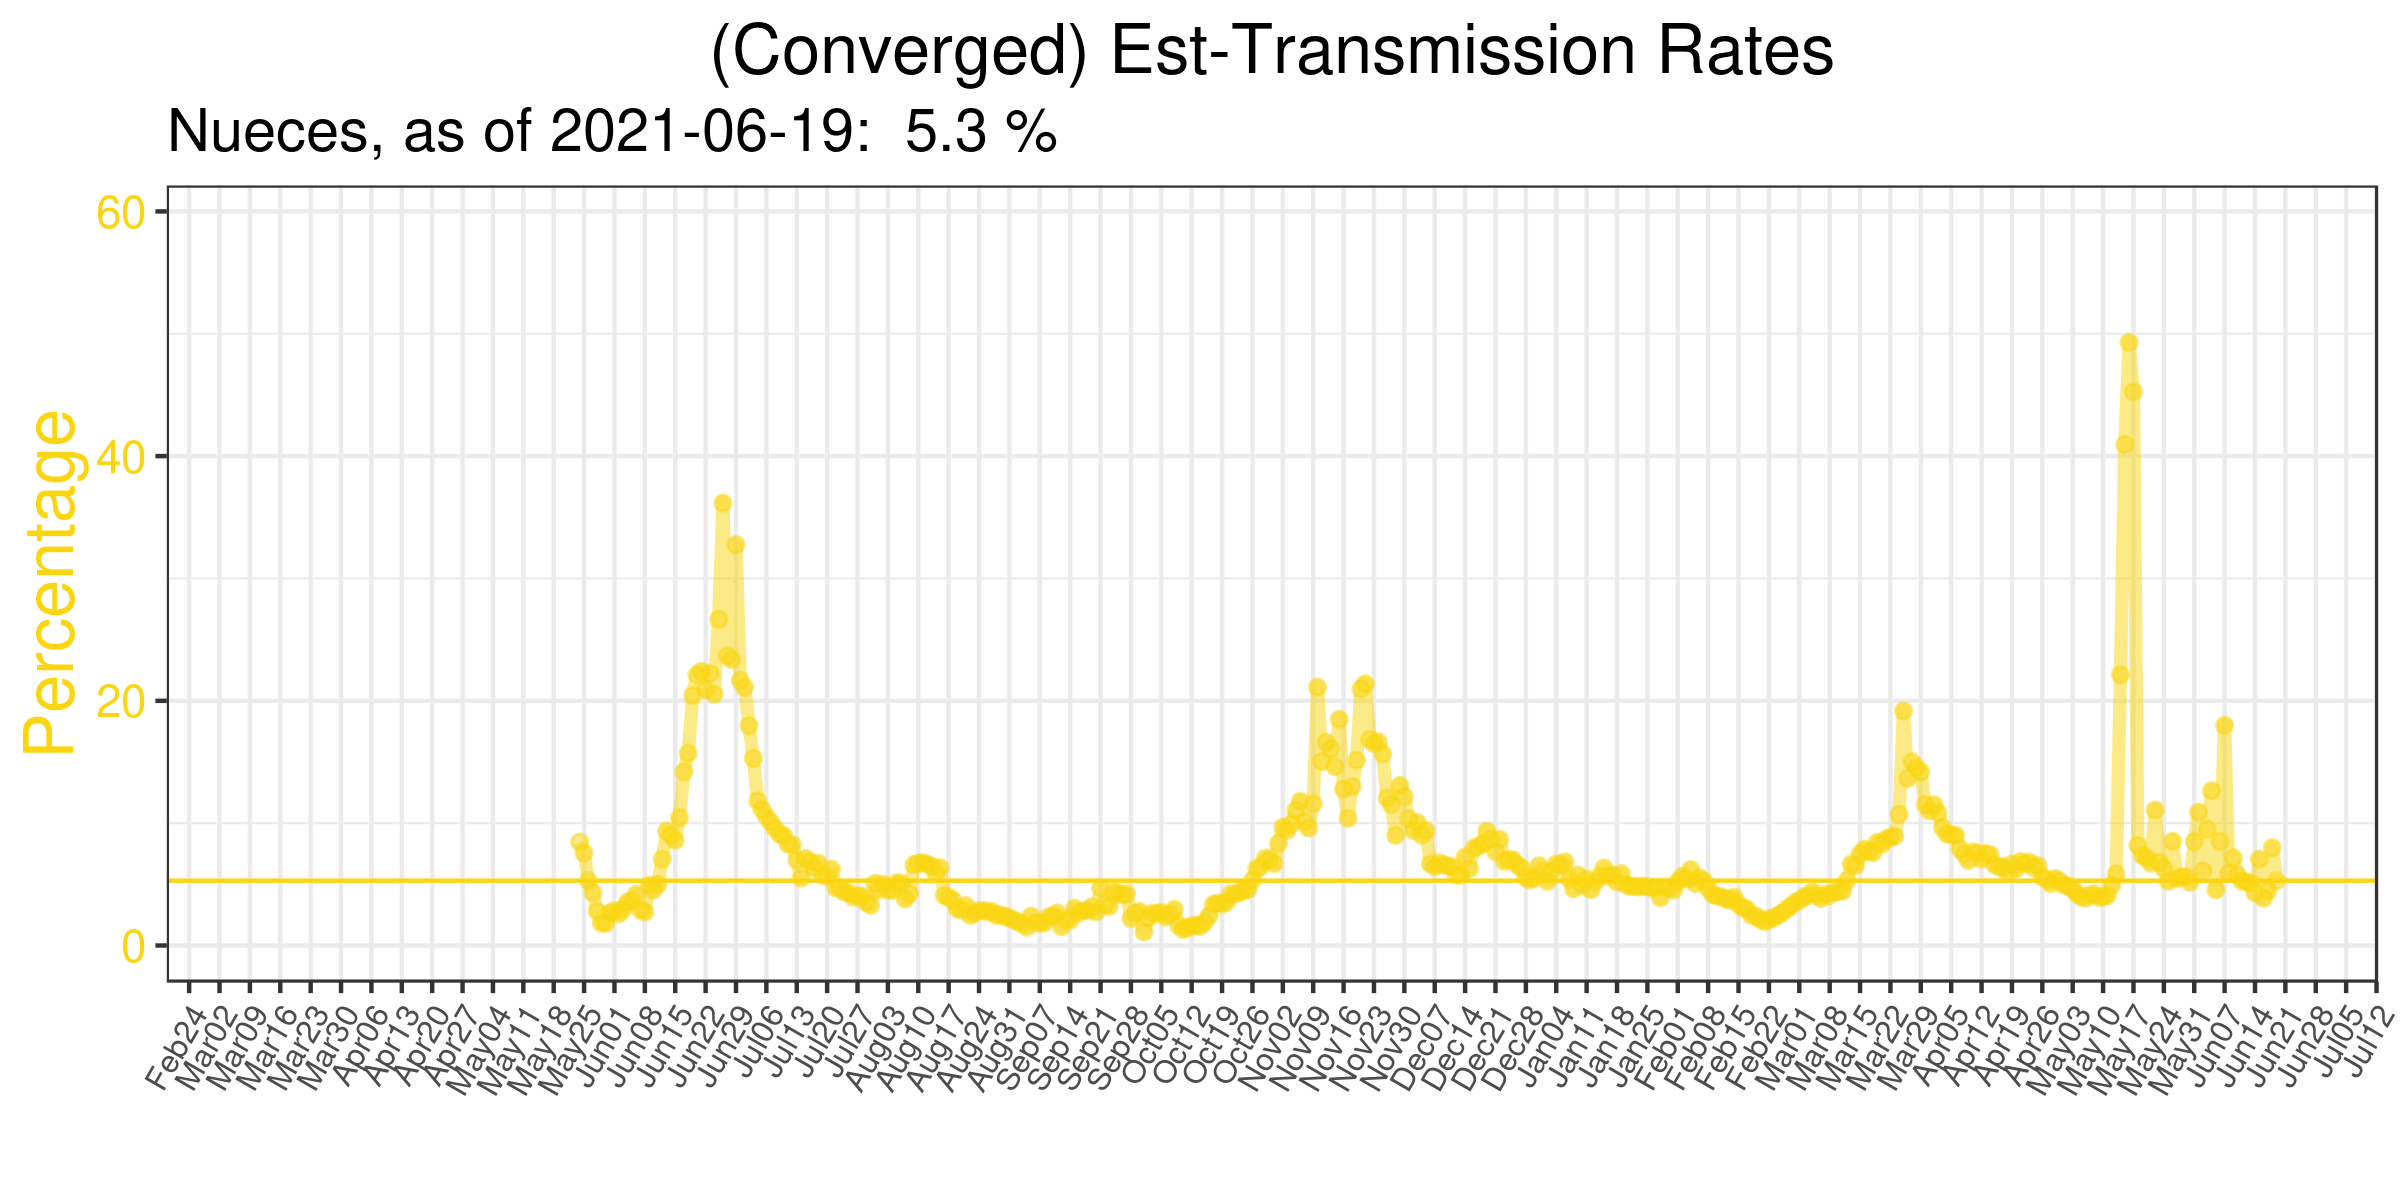 (Converged) Est-Transmission Rates
Nueces, as of 2021-06-19: 5.3 %
Percentage
60
40
20
0
Feb24
Mar02
Mar09
Mar16
Mar23
Mar30
Apr06
Apr13
Apr20
Apr27
May04
May11
May18
May25
Jun01
Jun08
Jun15
Jun22
Jun29
Jul06
Jul13
Jul20
Jul27
Aug03
Aug10
Aug17
Aug24
Aug31
Sep07
Sep14
Sep21
Sep28
Oct05
Oct12
Oct19
Oct26
Nov02
Nov09
Nov16
Nov23
Nov30
Dec07
Dec14
Dec21
Dec28
Jan04
Jan11
Jan18
Jan25
Feb01
Feb08
Feb15
Feb22
Mar01
Mar08
Mar15
Mar22
Mar29
Apr05
Apr12
Apr19
Apr26
May03
May10
May17
May24
May31
Jun07
Jun14
Jun21
Jun28
Jul05
Jul12